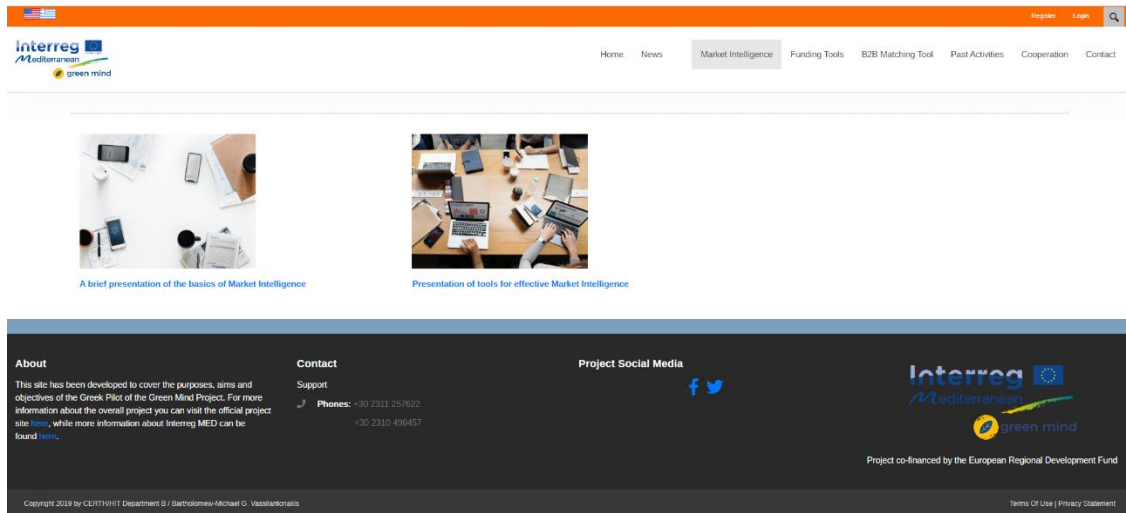 Register Login
Interreg
Mediterranean
green mind
Home News Market Intelligence Funding Tools B2B Matching Tool Past Activities Cooperation Contact
A brief presentation of the basics of Market Intelligence
Presentation of tools for effective Market Intelligence
About
This site has been developed to cover the purposes, aims and
objectives of the Greek Pilot of the Green Mind Project. For more
information about the overall project you can visit the official project
site here, while more information about Interreg MED can be
found here.
Contact
Support
Phones: +30 2311 257622
+30 2310 498457
Project Social Media
Interreg
Mediterranean
green mind
Project co-financed by the European Regional Development Fund
Copyright 2019 by CERTH/HIT Department B / Bartholomew-Michael G. Vassilantonakis
Terms Of Use | Privacy Statement